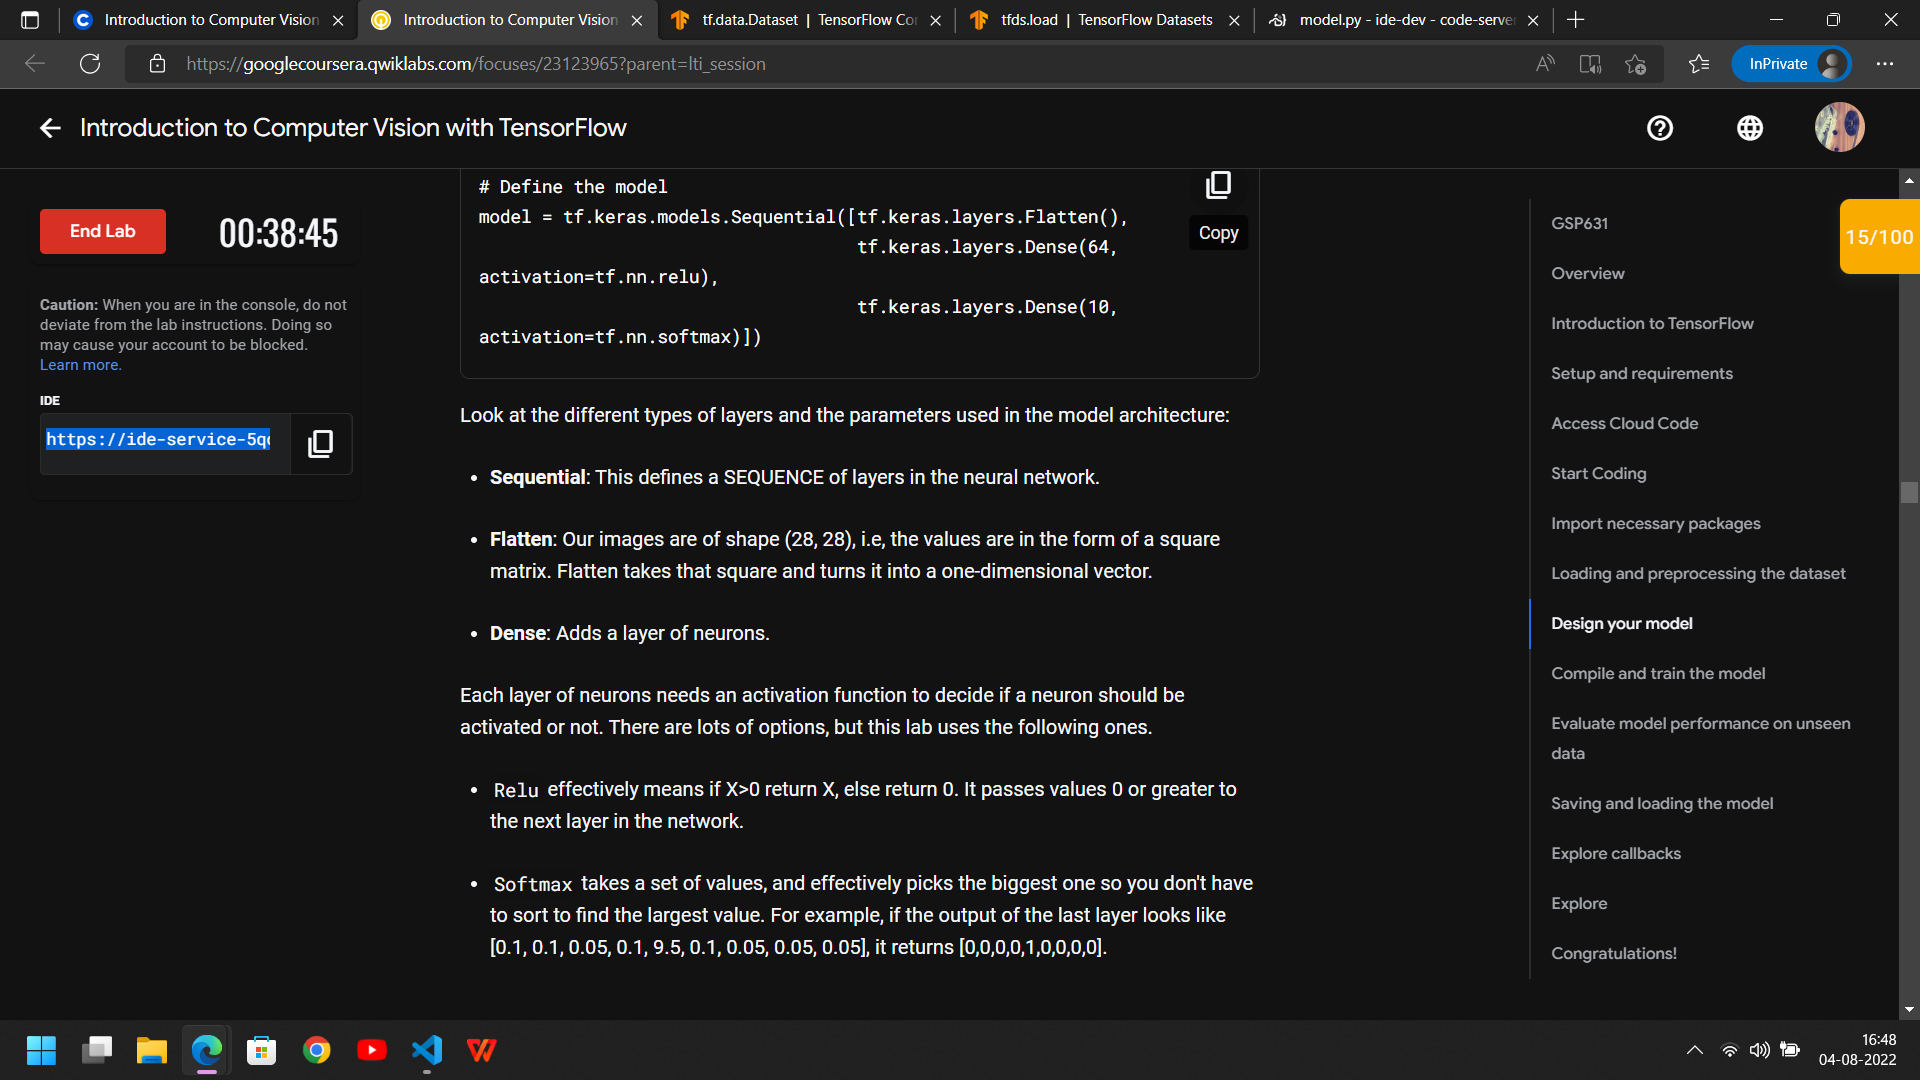 Introduction to Computer Vision
Introduction to Computer Vision
tf.data.Dataset | TensorFlow Cor
tfds.load | TensorFlow Datasets
model.py - ide-dev - code-server
https://googlecoursera.qwiklabs.com/focuses/23123965?parent=lti_session
InPrivate
Introduction to Computer Vision with TensorFlow
End Lab
00:38:45
Caution: When you are in the console, do not
deviate from the lab instructions. Doing so
may cause your account to be blocked.
Learn more.
IDE
https://ide-service-5qc
# Define the model
model = tf.keras.models.Sequential([tf.keras.layers.Flatten(),
tf.keras.layers.Dense(64,
activation=tf.nn.relu),
tf.keras.layers.Dense(10,
activation=tf.nn.softmax)])
Copy
Look at the different types of layers and the parameters used in the model architecture:
• Sequential: This defines a SEQUENCE of layers in the neural network.
• Flatten: Our images are of shape (28, 28), i.e, the values are in the form of a square
matrix. Flatten takes that square and turns it into a one-dimensional vector.
• Dense: Adds a layer of neurons.
Each layer of neurons needs an activation function to decide if a neuron should be
activated or not. There are lots of options, but this lab uses the following ones.
• Relu effectively means if X>0 return X, else return 0. It passes values 0 or greater to
the next layer in the network.
• Softmax takes a set of values, and effectively picks the biggest one so you don't have
to sort to find the largest value. For example, if the output of the last layer looks like
[0.1, 0.1, 0.05, 0.1, 9.5, 0.1, 0.05, 0.05, 0.05], it returns [0,0,0,0,1,0,0,0,0].
GSP631
15/100
Overview
Introduction to TensorFlow
Setup and requirements
Access Cloud Code
Start Coding
Import necessary packages
Loading and preprocessing the dataset
Design your model
Compile and train the model
Evaluate model performance on unseen
data
Saving and loading the model
Explore callbacks
Explore
Congratulations!
16:48
04-08-2022